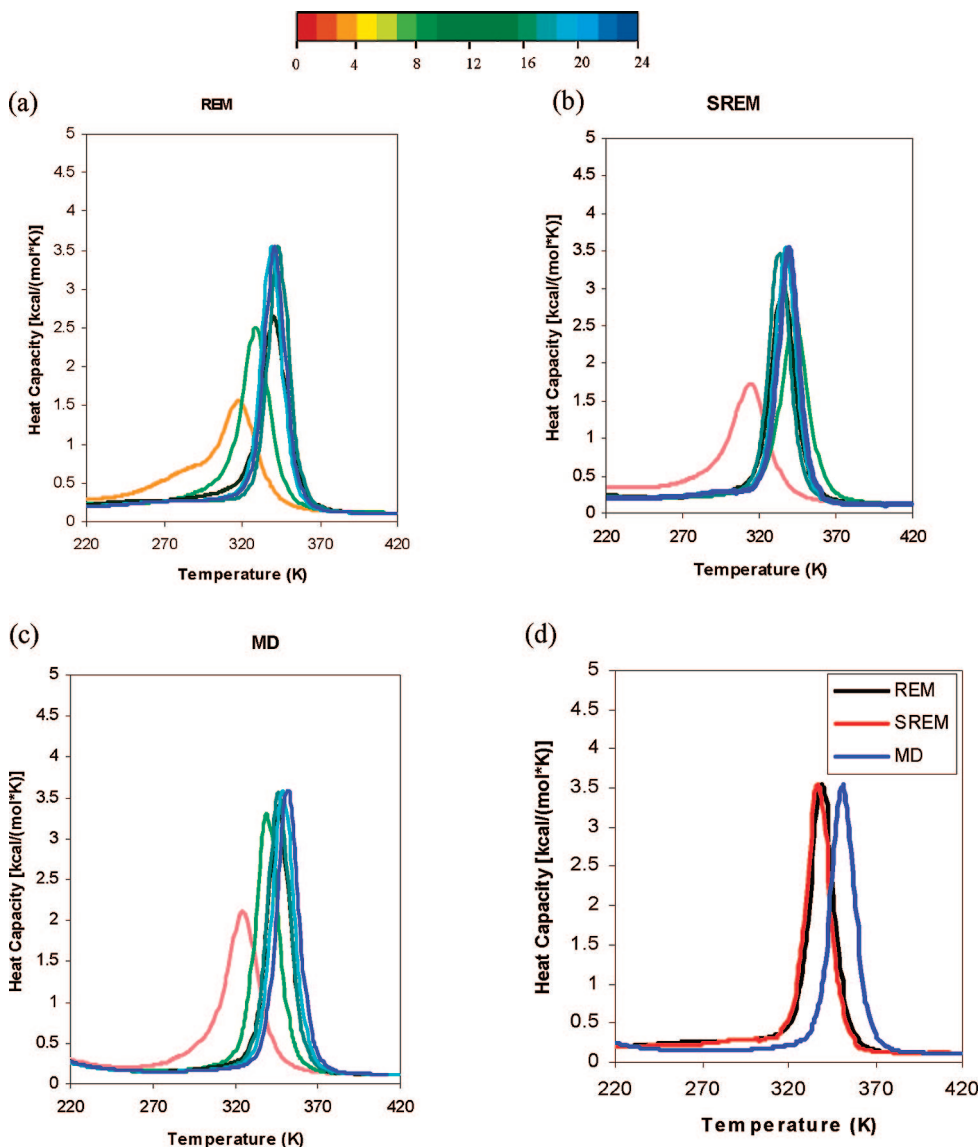 0 4 8 12 16 20 24
(a) REM
(b) SREM
Heat Capacity [kcal/(mol*K)]
5
4.5
4
3.5
3
2.5
2
1.5
1
0.5
0
220 270 320 370 420
Temperature (K)
Heat Capacity [kcal/(mol*K)]
5
4.5
4
3.5
3
2.5
2
1.5
1
0.5
0
220 270 320 370 420
Temperature (K)
(c) MD
(d)
Heat Capacity [kcal/(mol*K)]
5
4.5
4
3.5
3
2.5
2
1.5
1
0.5
0
220 270 320 370 420
Temperature (K)
Heat Capacity [kcal/(mol*K)]
5
4.5
4
3.5
3
2.5
2
1.5
1
0.5
0
REM
SREM
MD
220 270 320 370 420
Temperature (K)